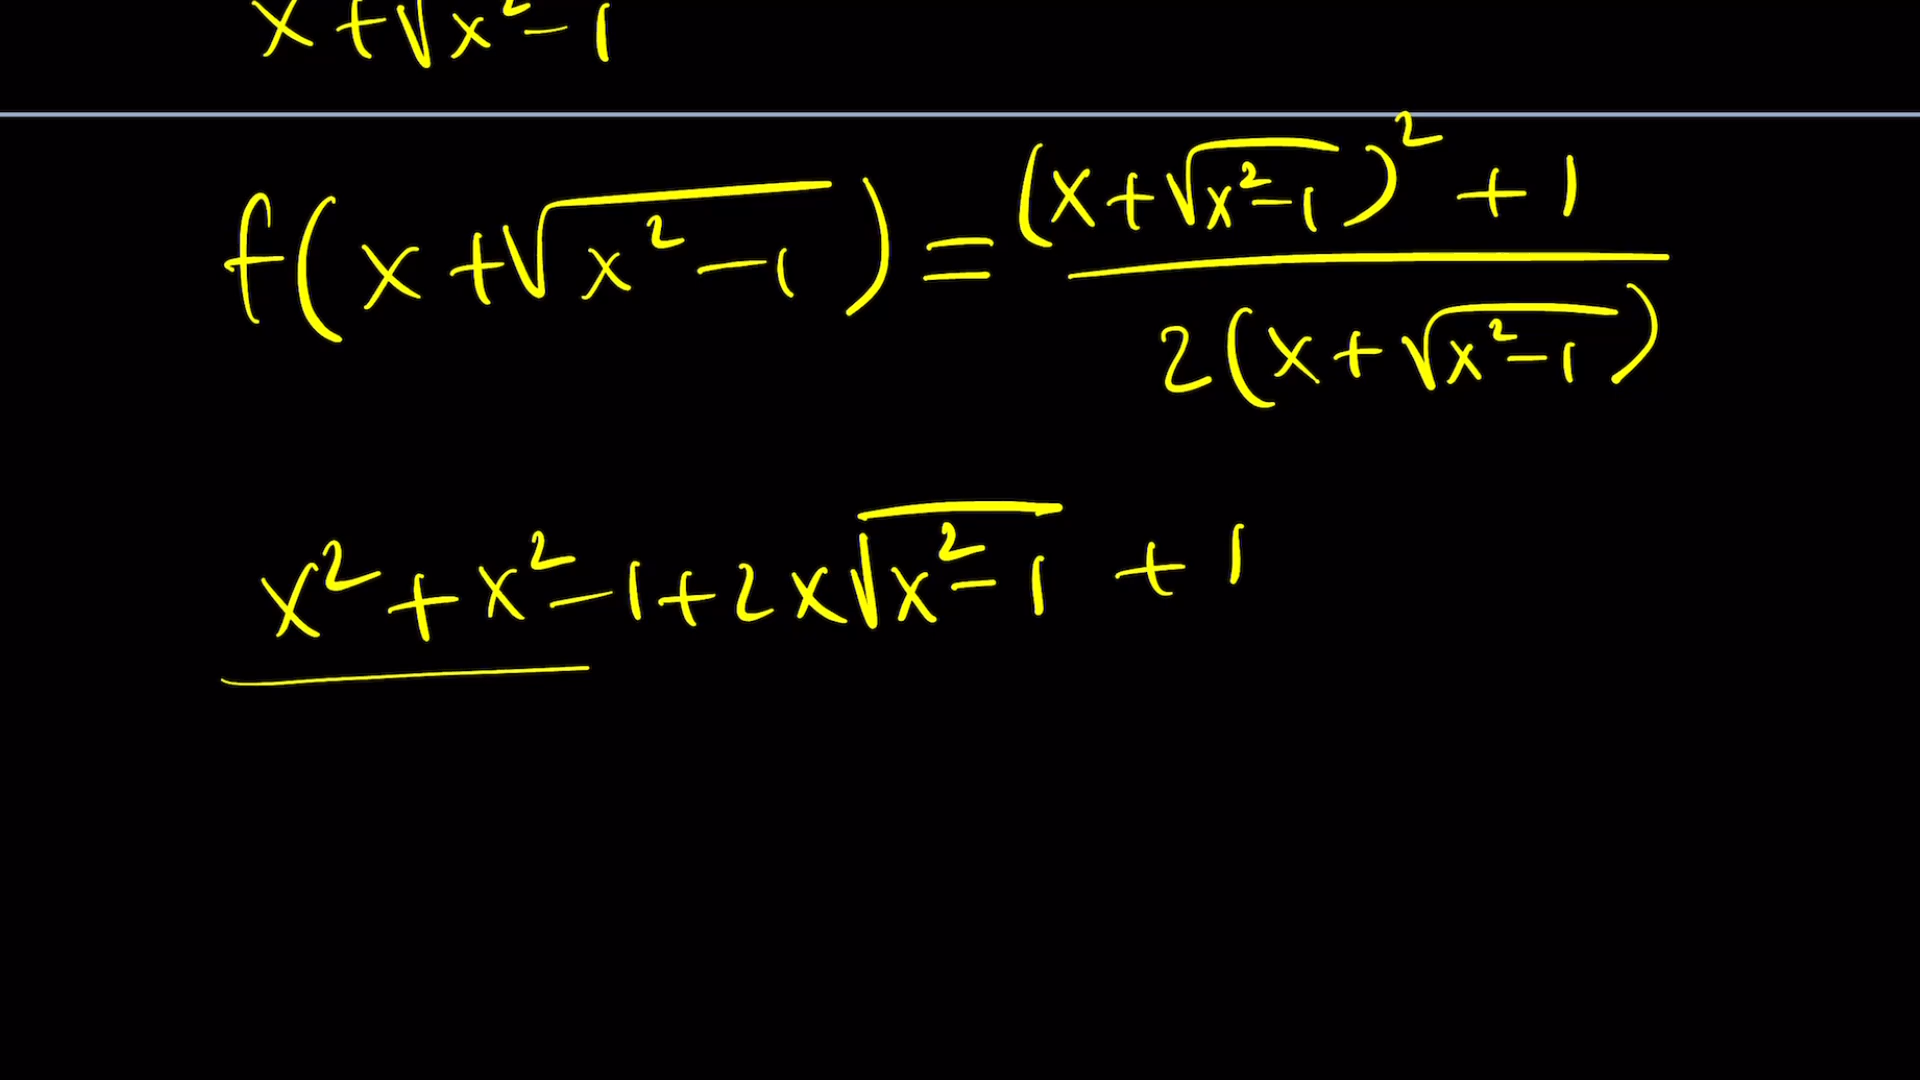 x+√x²-1
f(x+√x²-1)=(x+√x²-1)²+1
2(x+√x²-1)
x²+x²-1+2x√x²-1+1